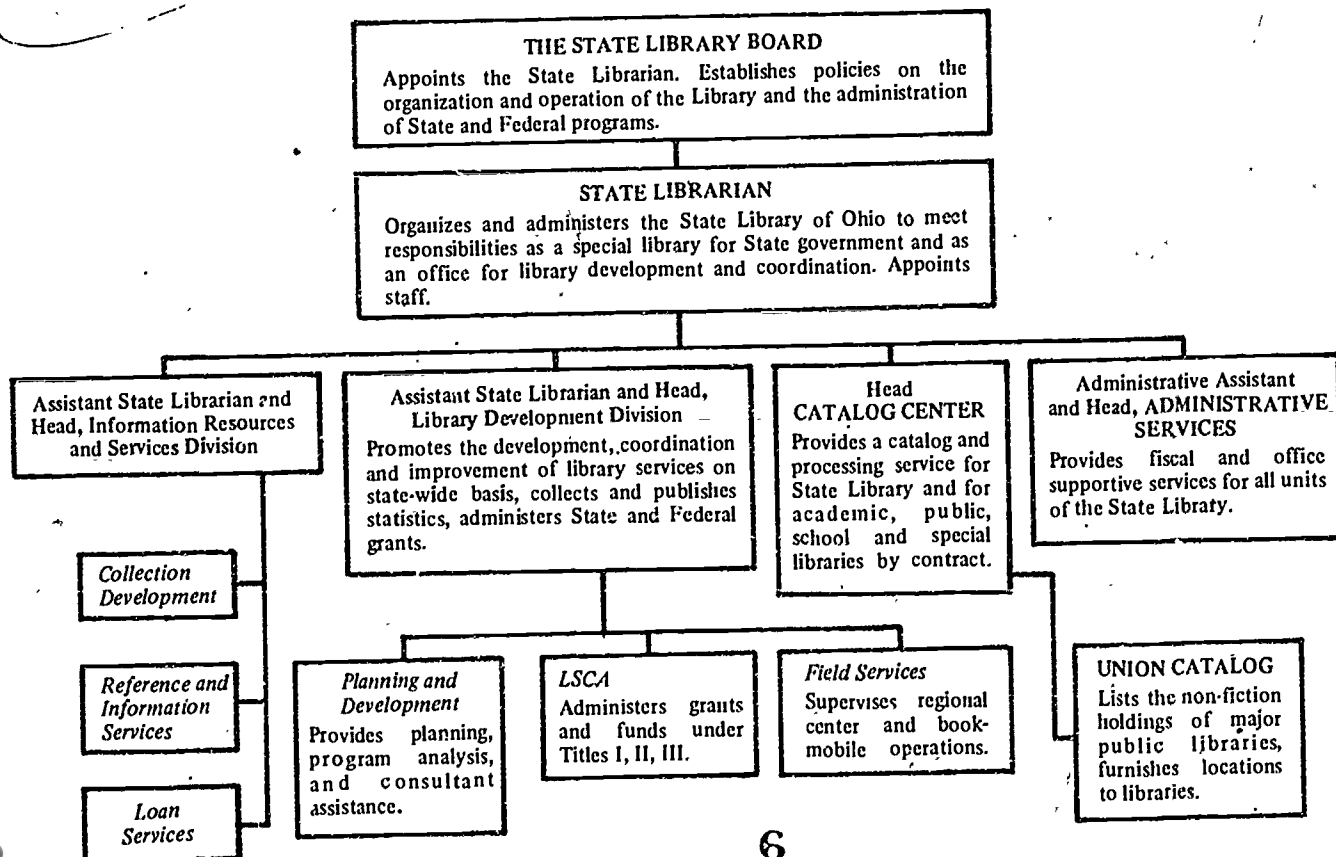 THE STATE LIBRARY BOARD
Appoints the State Librarian. Establishes policies on the
organization and operation of the Library and the administration
of State and Federal programs.
STATE LIBRARIAN
Organizes and administers the State Library of Ohio to meet
responsibilities as a special library for State government and as
an office for library development and coordination. Appoints
staff.
Assistant State Librarian and
Head, Information Resources
and Services Division
Collection
Development
Reference and
Information
Services
Loan
Services
Assistant State Librarian and Head,
Library Development Division
Promotes the development, coordination
and improvement of library services on
state-wide basis, collects and publishes
statistics, administers State and Federal
grants.
Planning and
Development
Provides planning,
program analysis,
and consultant
assistance.
LSCA
Administers grants
and funds under
Titles I, II, III.
Field Services
Supervises regional
center and book-
mobile operations.
Head
CATALOG CENTER
Provides a catalog and
processing service for
State Library and for
academic, public,
school and special
libraries by contract.
UNION CATALOG
Lists the non-fiction
holdings of major
public libraries,
furnishes locations
to libraries.
Administrative Assistant
and Head, ADMINISTRATIVE
SERVICES
Provides fiscal and office
supportive services for all units
of the State Library.
6